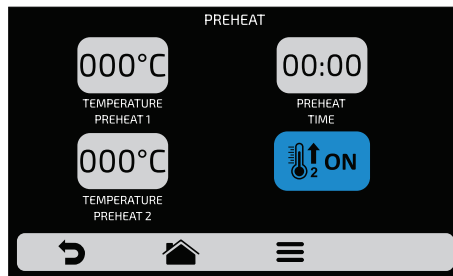 PREHEAT
000°C
00:00
TEMPERATURE
PREHEAT 1
PREHEAT
TIME
000°C
2 ON
TEMPERATURE
PREHEAT 2